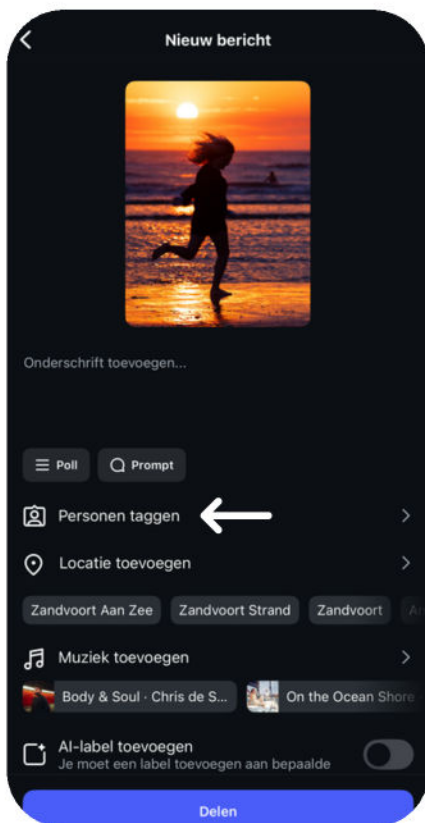 Nieuw bericht
Onderschrift toevoegen...
Poll Prompt
Personen taggen
Locatie toevoegen
Zandvoort Aan Zee Zandvoort Strand Zandvoort
Muziek toevoegen
Body & Soul · Chris de S... On the Ocean Shore
AI-label toevoegen
Je moet een label toevoegen aan bepaalde
Delen